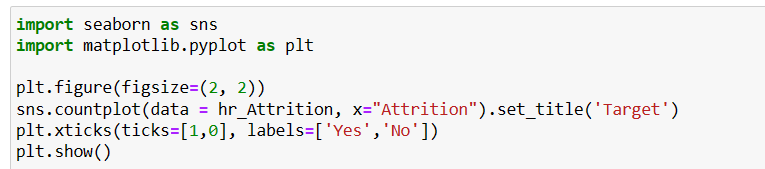 import seaborn as sns
import matplotlib.pyplot as plt
plt.figure(figsize=(2, 2))
sns.countplot(data = hr_Attrition, x="Attrition").set_title('Target')
plt.xticks(ticks=[1,0], labels=['Yes','No'])
plt.show()